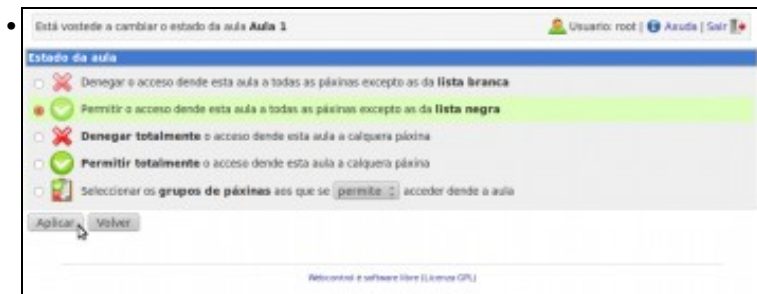 Está vostede a cambiar o estado da aula Aula 1
Usuario: root | Axuda | Sair
Estado da aula
Denegar o acceso dende esta aula a todas as páxinas excepto as da lista branca
Permitir o acceso dende esta aula a todas as páxinas excepto as da lista negra
Denegar totalmente o acceso dende esta aula a calquera páxina
Permitir totalmente o acceso dende esta aula a calquera páxina
Seleccionar os grupos de páxinas aos que se permite acceder dende a aula
Aplicar Volver
Webcontrol é software libre (Licenza GPL)